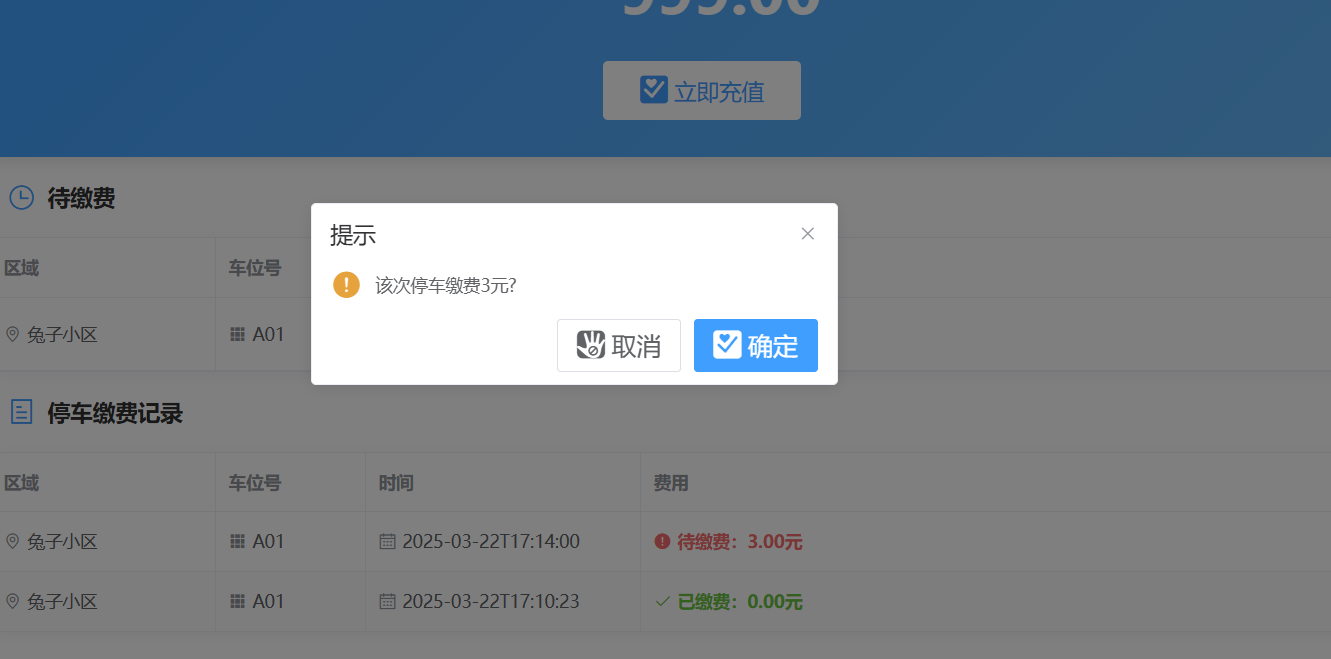 999.00
立即充值
待缴费
提示
该次停车缴费3元?
取消 确定
区域 车位号
兔子小区 A01
停车缴费记录
区域 车位号 时间 费用
兔子小区 A01 2025-03-22T17:14:00 待缴费：3.00元
兔子小区 A01 2025-03-22T17:10:23 已缴费：0.00元